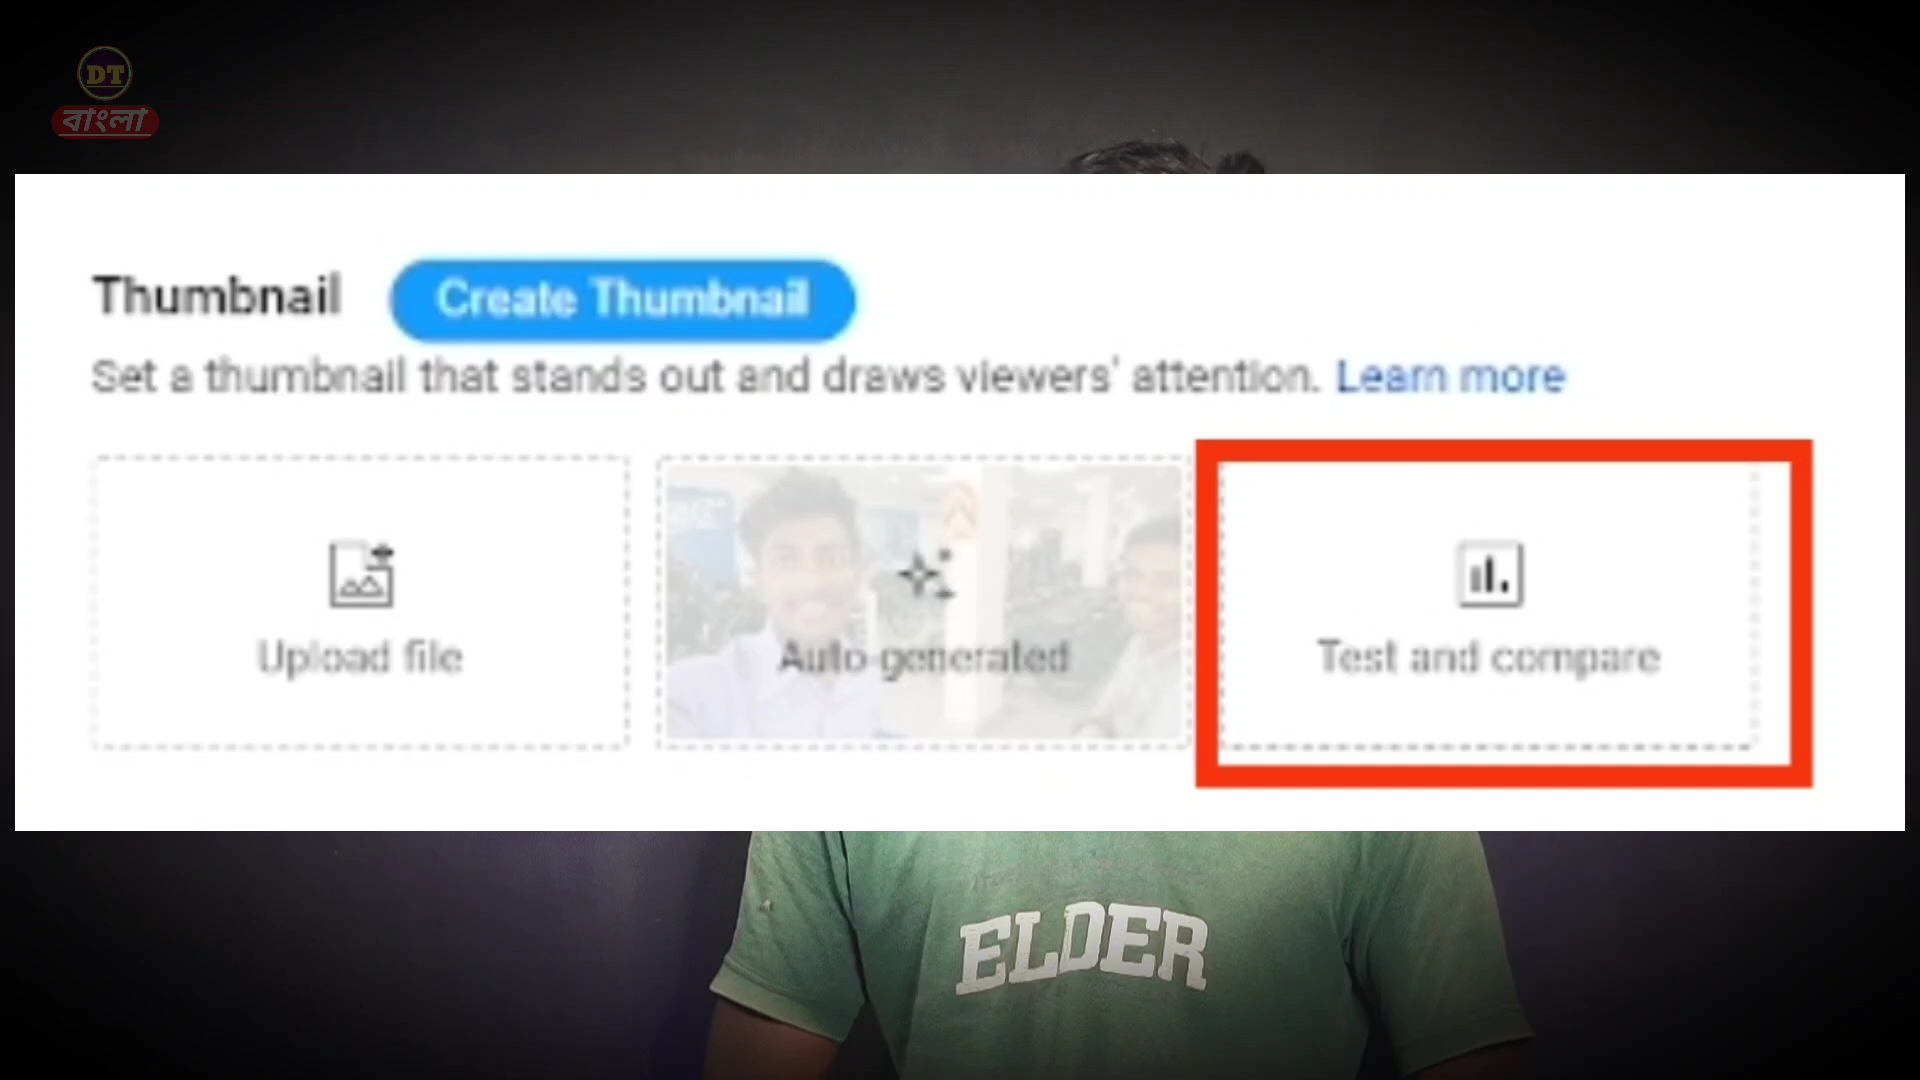 DT
বাংলা
Thumbnail
Create Thumbnail
Set a thumbnail that stands out and draws viewers' attention. Learn more
Upload file
Auto-generated
Test and compare
ELDER